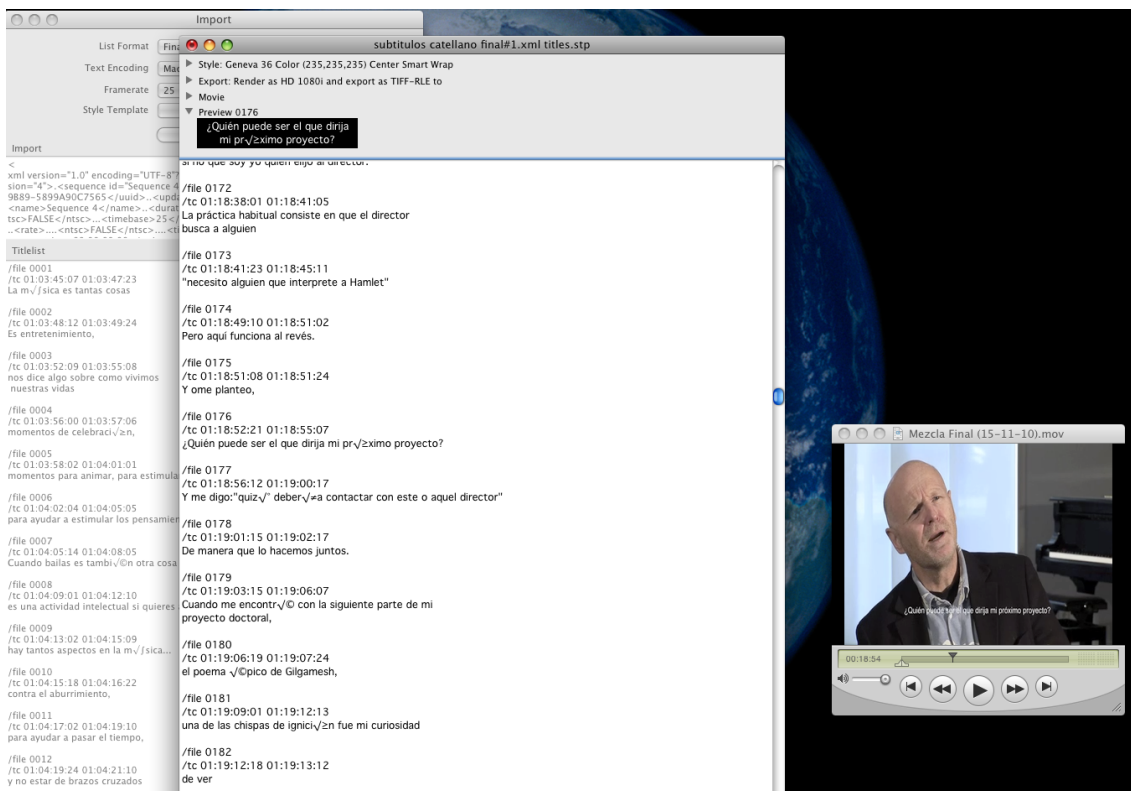 Import
List Format
Text Encoding
Framerate 25
Style Template
Import
<
xml version="1.0" encoding="UTF-8"?
sion="4">.<sequence id="Sequence 4
9B89-5899A90C7565</uuid>..<upda
<name>Sequence 4</name>..<durat
tsc>FALSE</ntsc>...<timebase>25</
..<rate>....<ntsc>FALSE</ntsc>....<ti
Titlelist
/file 0001
/tc 01:03:45:07 01:03:47:23
La m√∫sica es tantas cosas
/file 0002
/tc 01:03:48:12 01:03:49:24
Es entretenimiento,
/file 0003
/tc 01:03:52:09 01:03:55:08
nos dice algo sobre como vivimos
nuestras vidas
/file 0004
/tc 01:03:56:00 01:03:57:06
momentos de celebraci√≥n,
/file 0005
/tc 01:03:58:02 01:04:01:01
momentos para animar, para estimula
/file 0006
/tc 01:04:02:04 01:04:05:05
para ayudar a estimular los pensamien
/file 0007
/tc 01:04:05:14 01:04:08:05
Cuando bailas es tambi√©n otra cosa
/file 0008
/tc 01:04:09:01 01:04:12:10
es una actividad intelectual si quieres
/file 0009
/tc 01:04:13:02 01:04:15:09
hay tantos aspectos en la m√∫sica...
/file 0010
/tc 01:04:15:18 01:04:16:22
contra el aburrimiento,
/file 0011
/tc 01:04:17:02 01:04:19:10
para ayudar a pasar el tiempo,
/file 0012
/tc 01:04:19:24 01:04:21:10
y no estar de brazos cruzados
subtitulos catellano final#1.xml titles.stp
Style: Geneva 36 Color (235,235,235) Center Smart Wrap
Export: Render as HD 1080i and export as TIFF-RLE to
Movie
Preview 0176
¿Quién puede ser el que dirija
mi pr√≥ximo proyecto?
si no que soy yo quien elijo al director.
/file 0172
/tc 01:18:38:01 01:18:41:05
La práctica habitual consiste en que el director
busca a alguien
/file 0173
/tc 01:18:41:23 01:18:45:11
"necesito alguien que interprete a Hamlet"
/file 0174
/tc 01:18:49:10 01:18:51:02
Pero aquí funciona al revés.
/file 0175
/tc 01:18:51:08 01:18:51:24
Y ome planteo,
/file 0176
/tc 01:18:52:21 01:18:55:07
¿Quién puede ser el que dirija mi pr√≥ximo proyecto?
/file 0177
/tc 01:18:56:12 01:19:00:17
Y me digo:"quiz√° deber√≠a contactar con este o aquel director"
/file 0178
/tc 01:19:01:15 01:19:02:17
De manera que lo hacemos juntos.
/file 0179
/tc 01:19:03:15 01:19:06:07
Cuando me encontr√© con la siguiente parte de mi
proyecto doctoral,
/file 0180
/tc 01:19:06:19 01:19:07:24
el poema √©pico de Gilgamesh,
/file 0181
/tc 01:19:09:01 01:19:12:13
una de las chispas de ignici√≥n fue mi curiosidad
/file 0182
/tc 01:19:12:18 01:19:13:12
de ver
Mezcla Final (15-11-10).mov
¿Quién puede ser el que dirija mi próximo proyecto?
00:18:54